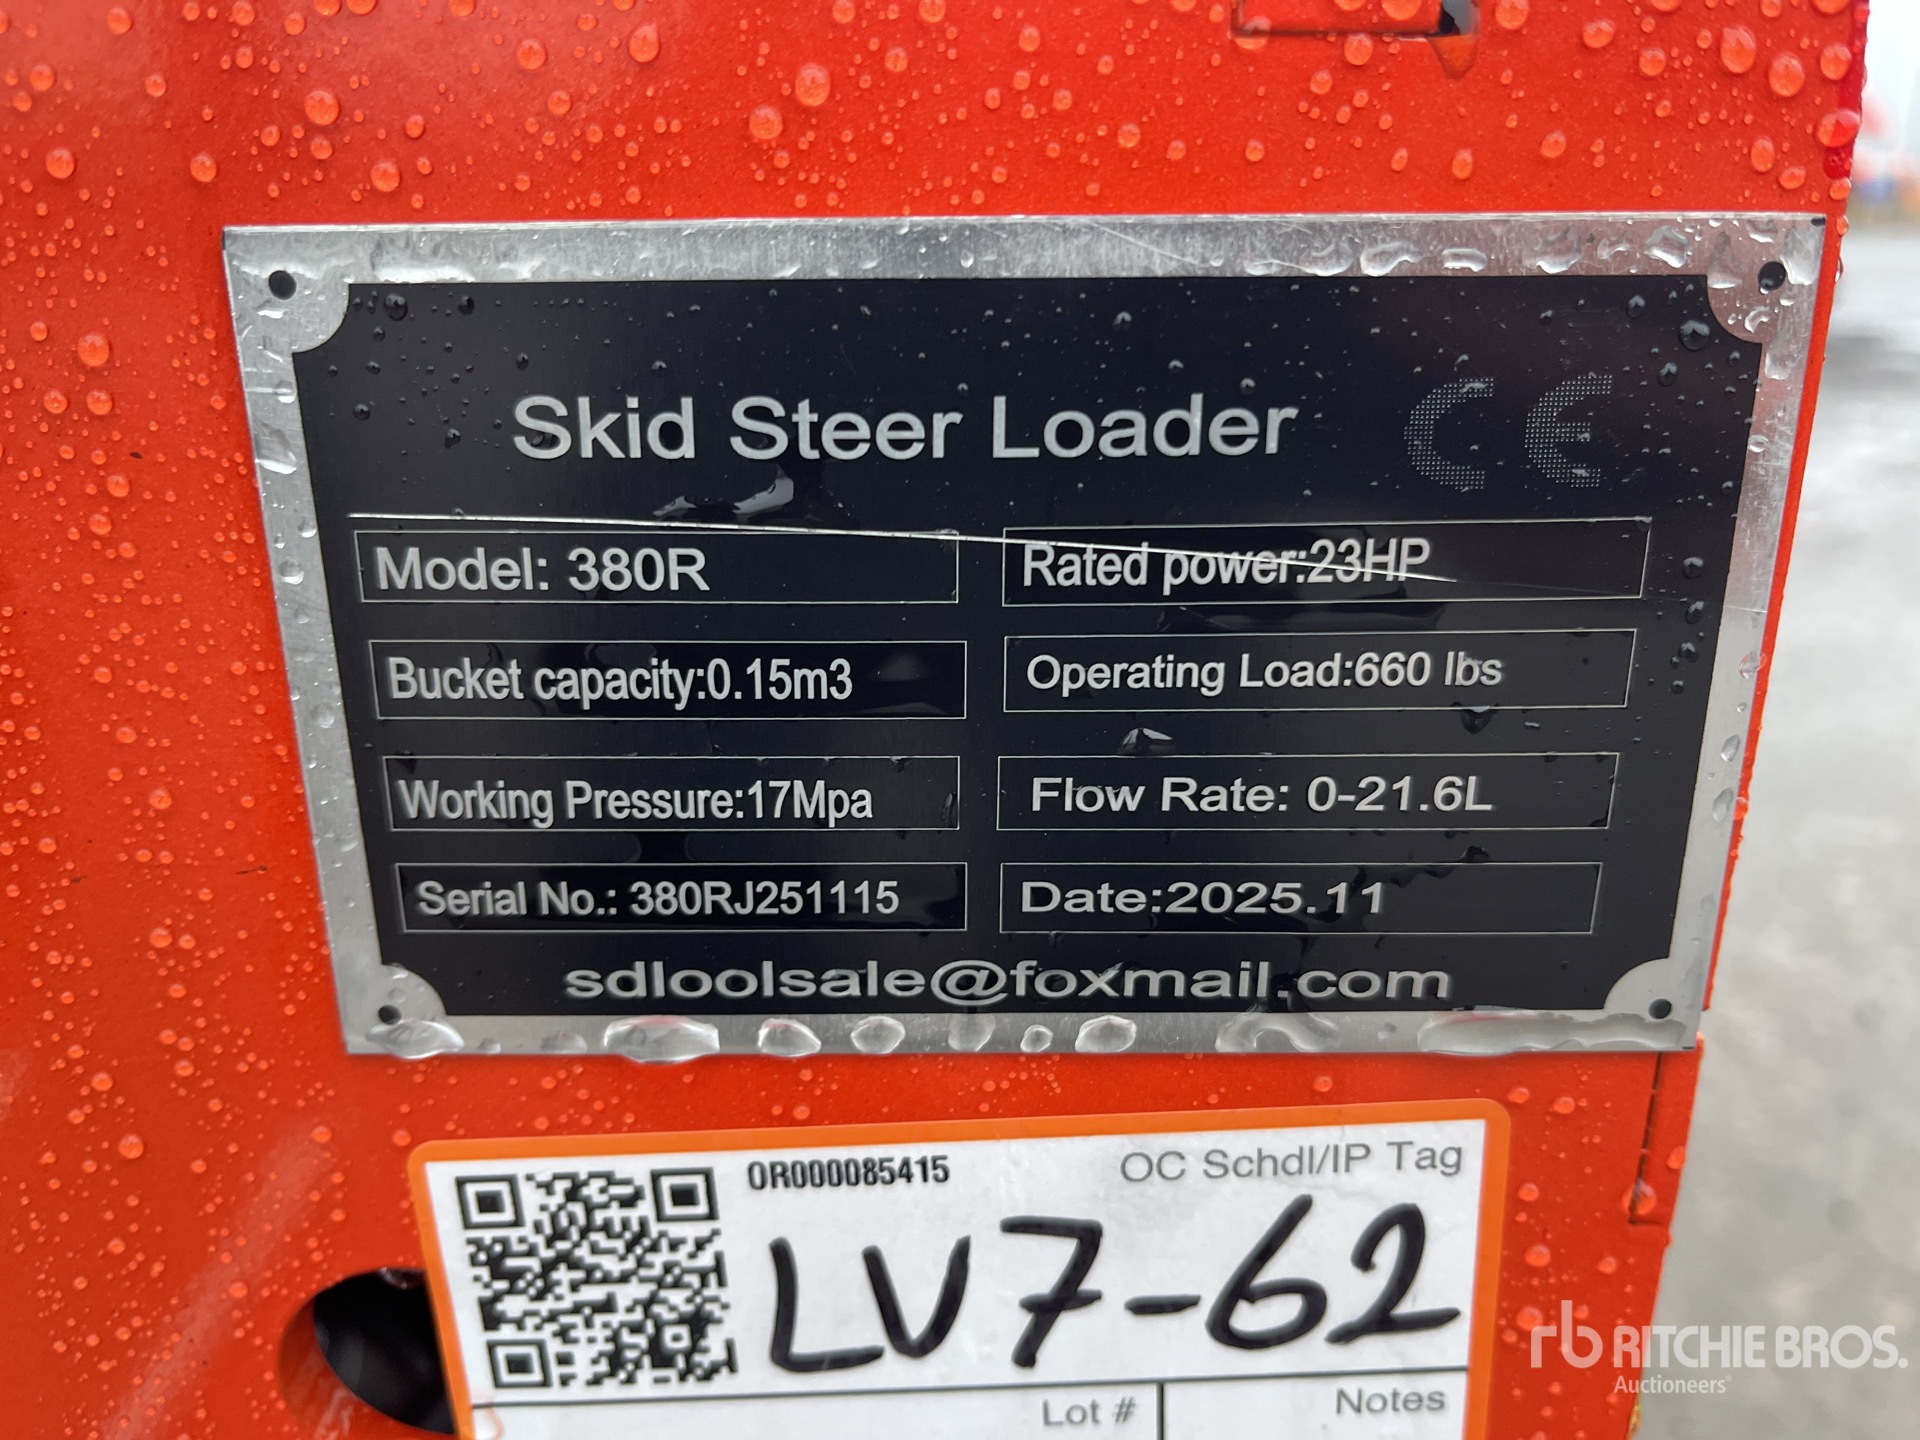 Skid Steer Loader CE
Model: 380R
Rated power:23HP
Bucket capacity:0.15m3
Operating Load:660 lbs
Working Pressure:17Mpa
Flow Rate: 0-21.6L
Serial No.: 380RJ251115
Date:2025.11
sdloolsale@foxmail.com
OR000085415
OC Schdl/IP Tag
LV7-62
Lot #
Notes
rb RITCHIE BROS.
Auctioneers